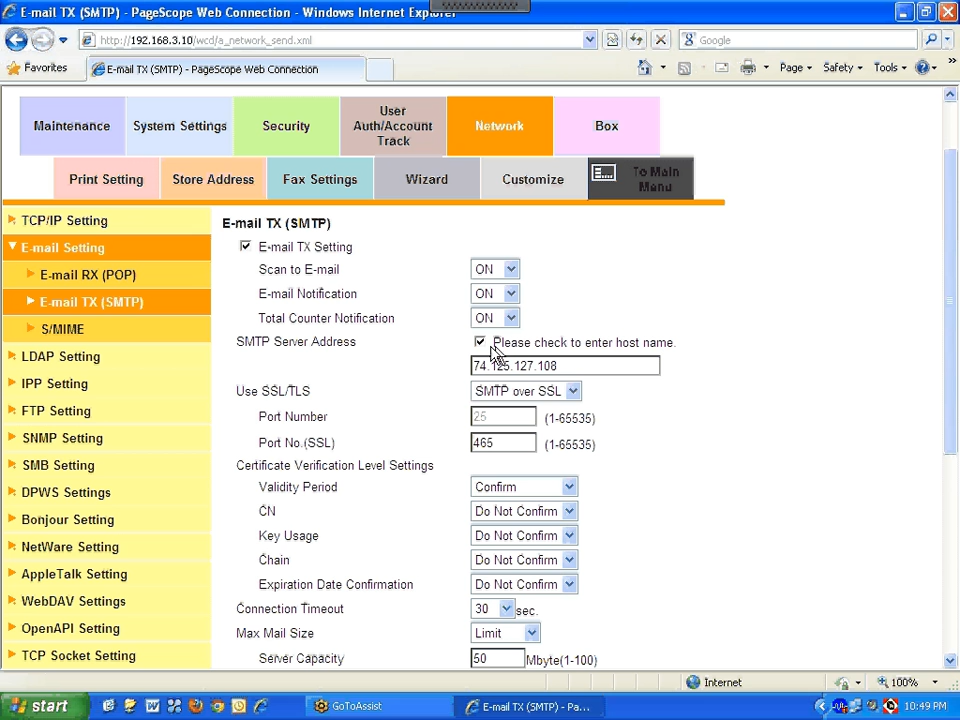 E-mail TX (SMTP) - PageScope Web Connection - Windows Internet Explorer
http://192.168.3.10/wcd/a_network_send.xml
Google
Favorites
E-mail TX (SMTP) - PageScope Web Connection
Page
Safety
Tools
Maintenance
System Settings
Security
User Auth/Account Track
Network
Box
Print Setting
Store Address
Fax Settings
Wizard
Customize
To Main Menu
TCP/IP Setting
E-mail Setting
E-mail RX (POP)
E-mail TX (SMTP)
S/MIME
LDAP Setting
IPP Setting
FTP Setting
SNMP Setting
SMB Setting
DPWS Settings
Bonjour Setting
NetWare Setting
AppleTalk Setting
WebDAV Settings
OpenAPI Setting
TCP Socket Setting
E-mail TX (SMTP)
E-mail TX Setting
Scan to E-mail ON
E-mail Notification ON
Total Counter Notification ON
SMTP Server Address Please check to enter host name.
74.125.127.108
Use SSL/TLS SMTP over SSL
Port Number 25 (1-65535)
Port No.(SSL) 465 (1-65535)
Certificate Verification Level Settings
Validity Period Confirm
CN Do Not Confirm
Key Usage Do Not Confirm
Chain Do Not Confirm
Expiration Date Confirmation Do Not Confirm
Connection Timeout 30 sec.
Max Mail Size Limit
Server Capacity 50 Mbyte(1-100)
Internet
100%
start
GoToAssist
E-mail TX (SMTP) - Pa...
10:49 PM